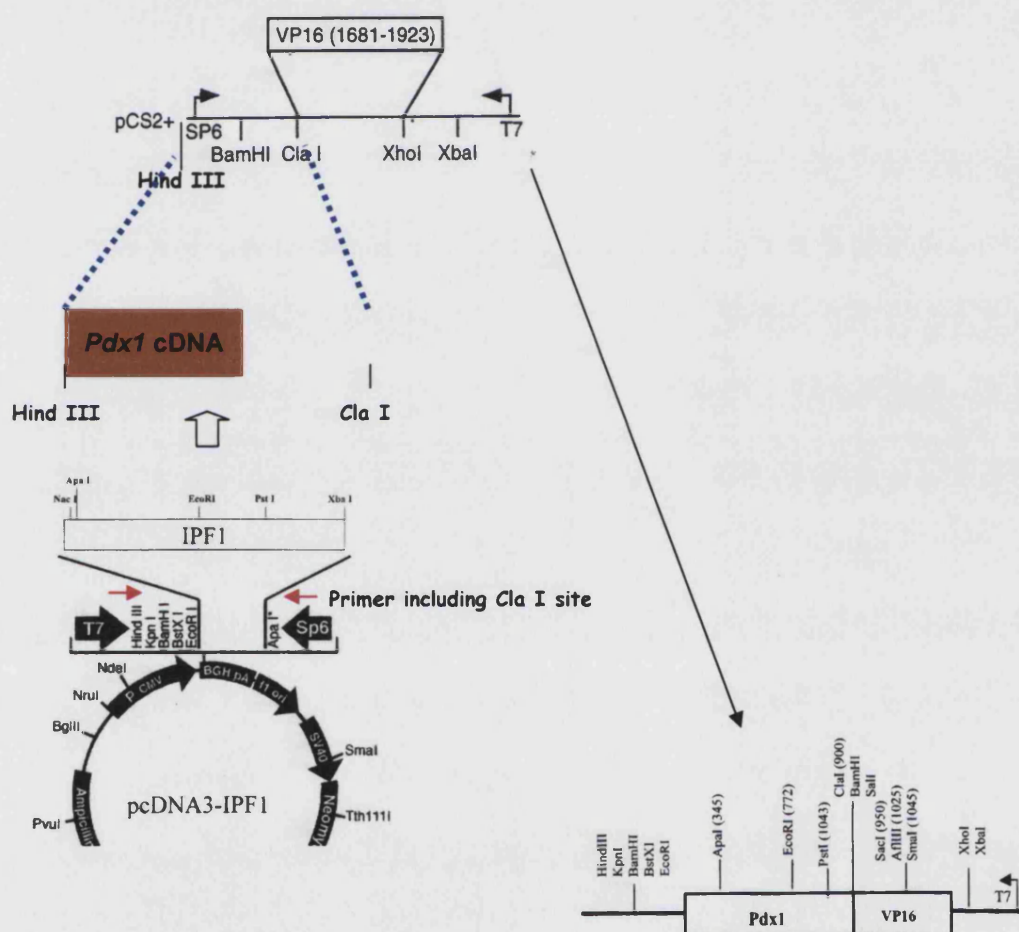 VP16 (1681-1923)
pCS2+
SP6
T7
BamHI
Cla I
XhoI
XbaI
Hind III
Pdx1 cDNA
Hind III
Cla I
Apa I
Nac I
EcoRI
Pst I
Xba I
IPF1
Primer including Cla I site
T7
Hind III
Kpn I
BamH I
BstX I
EcoR I
Apa I*
Sp6
NdeI
P CMV
BGH pA
f1 ori
NruI
BglII
SV40
SmaI
pcDNA3-IPF1
Ampicillin
Neomy
PvuI
Tth111I
HindIII
KpnI
BamHI
BstXI
EcoRI
ApaI (345)
EcoRI (772)
PstI (1043)
ClaI (900)
BamHI
SalI
SacI (950)
AflIII (1025)
SmaI (1045)
XhoI
XbaI
T7
Pdx1
VP16